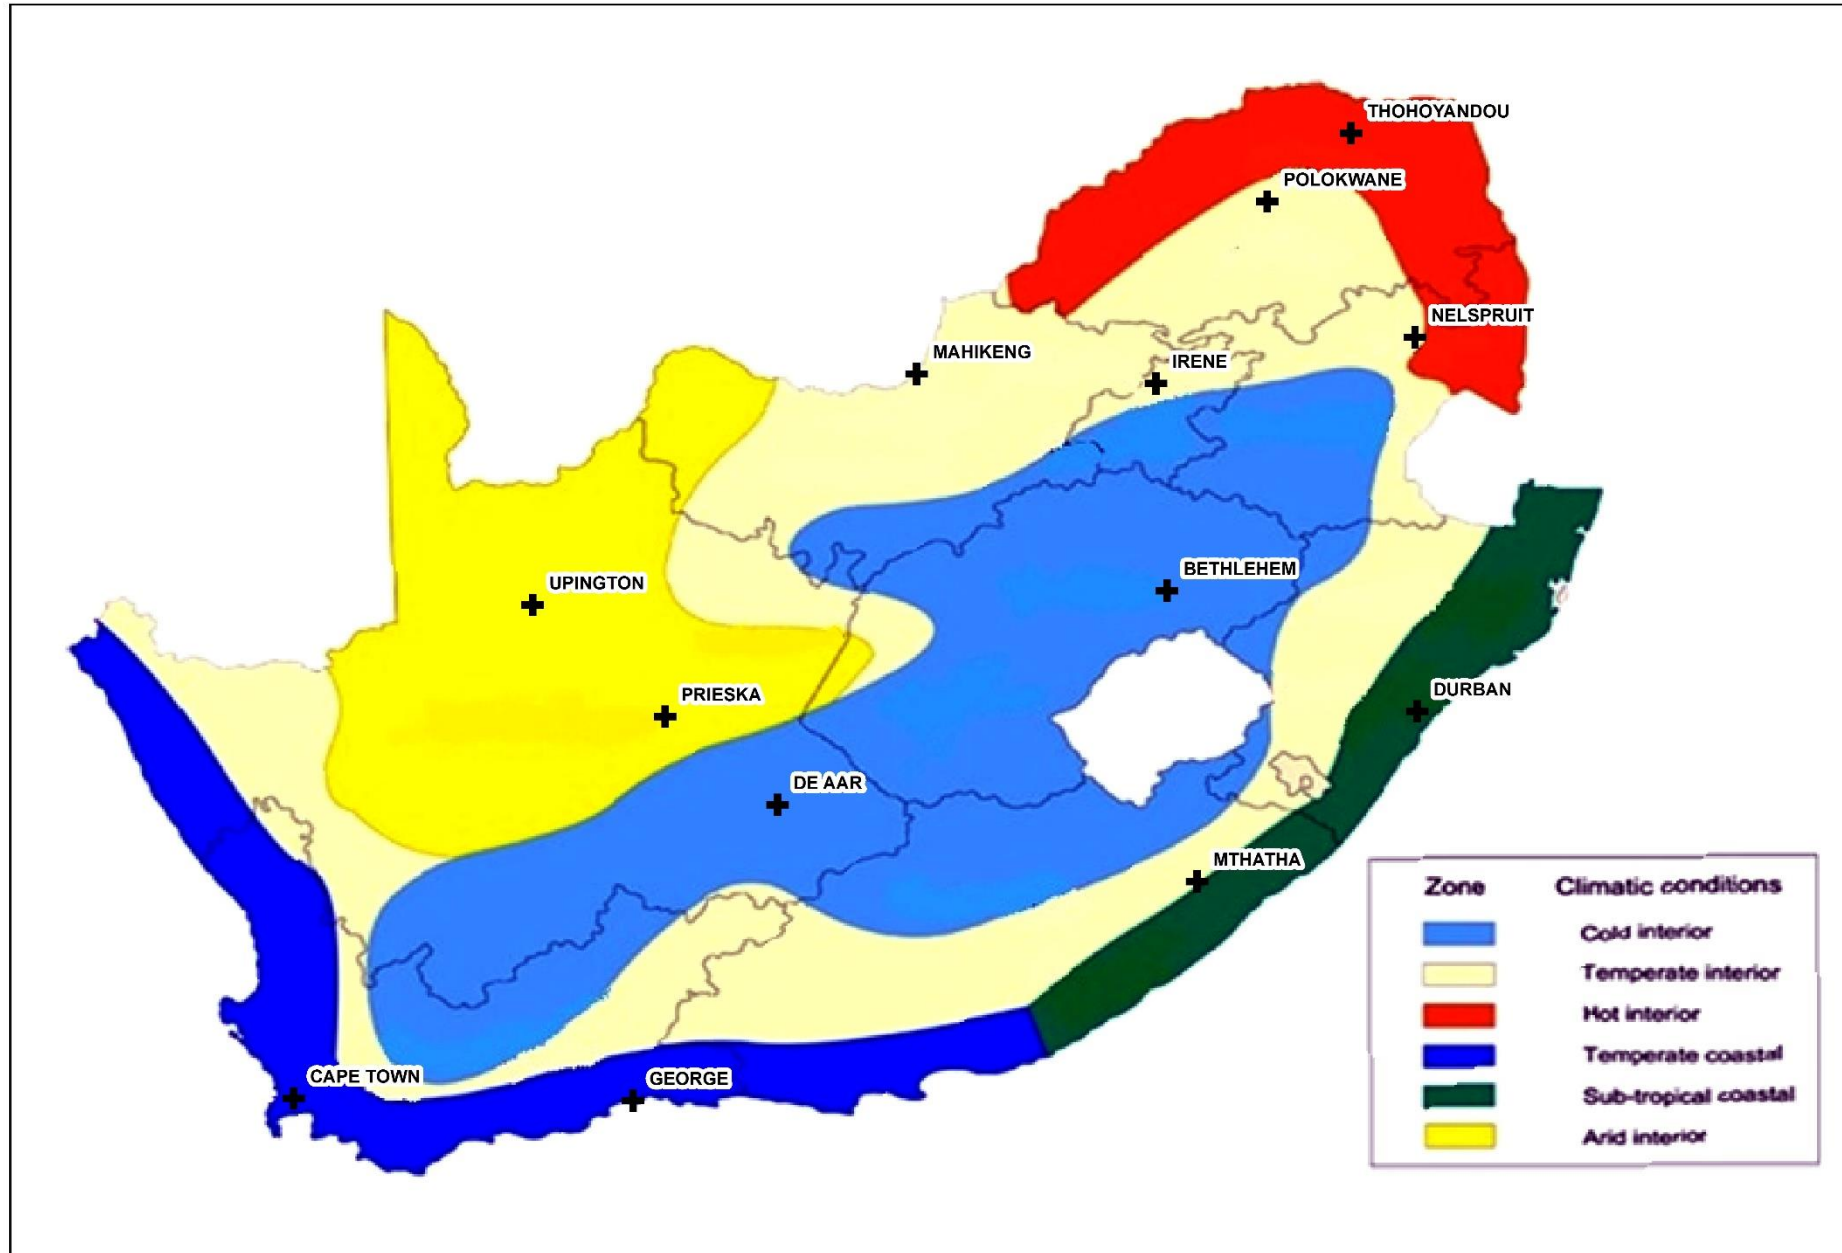 THOHOYANDOU
POLOKWANE
NELSPRUIT
MAHIKENG
IRENE
BETHLEHEM
UPINGTON
PRIESKA
DURBAN
DE AAR
MTHATHA
CAPE TOWN
GEORGE
Zone Climatic conditions
Cold interior
Temperate interior
Hot interior
Temperate coastal
Sub-tropical coastal
Arid interior